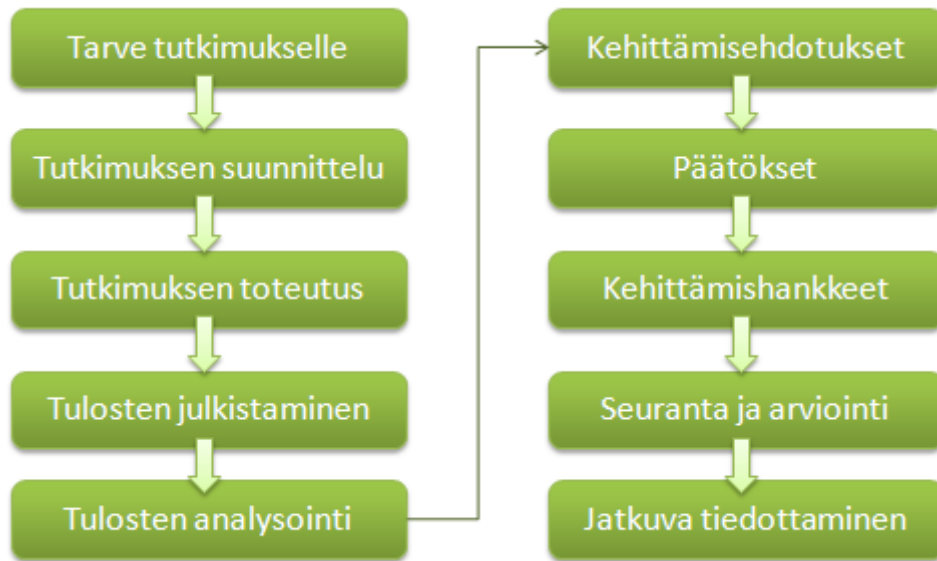 Tarve tutkimukselle
Tutkimuksen suunnittelu
Tutkimuksen toteutus
Tulosten julkistaminen
Tulosten analysointi
Kehittämisehdotukset
Päätökset
Kehittämishankkeet
Seuranta ja arviointi
Jatkuva tiedottaminen